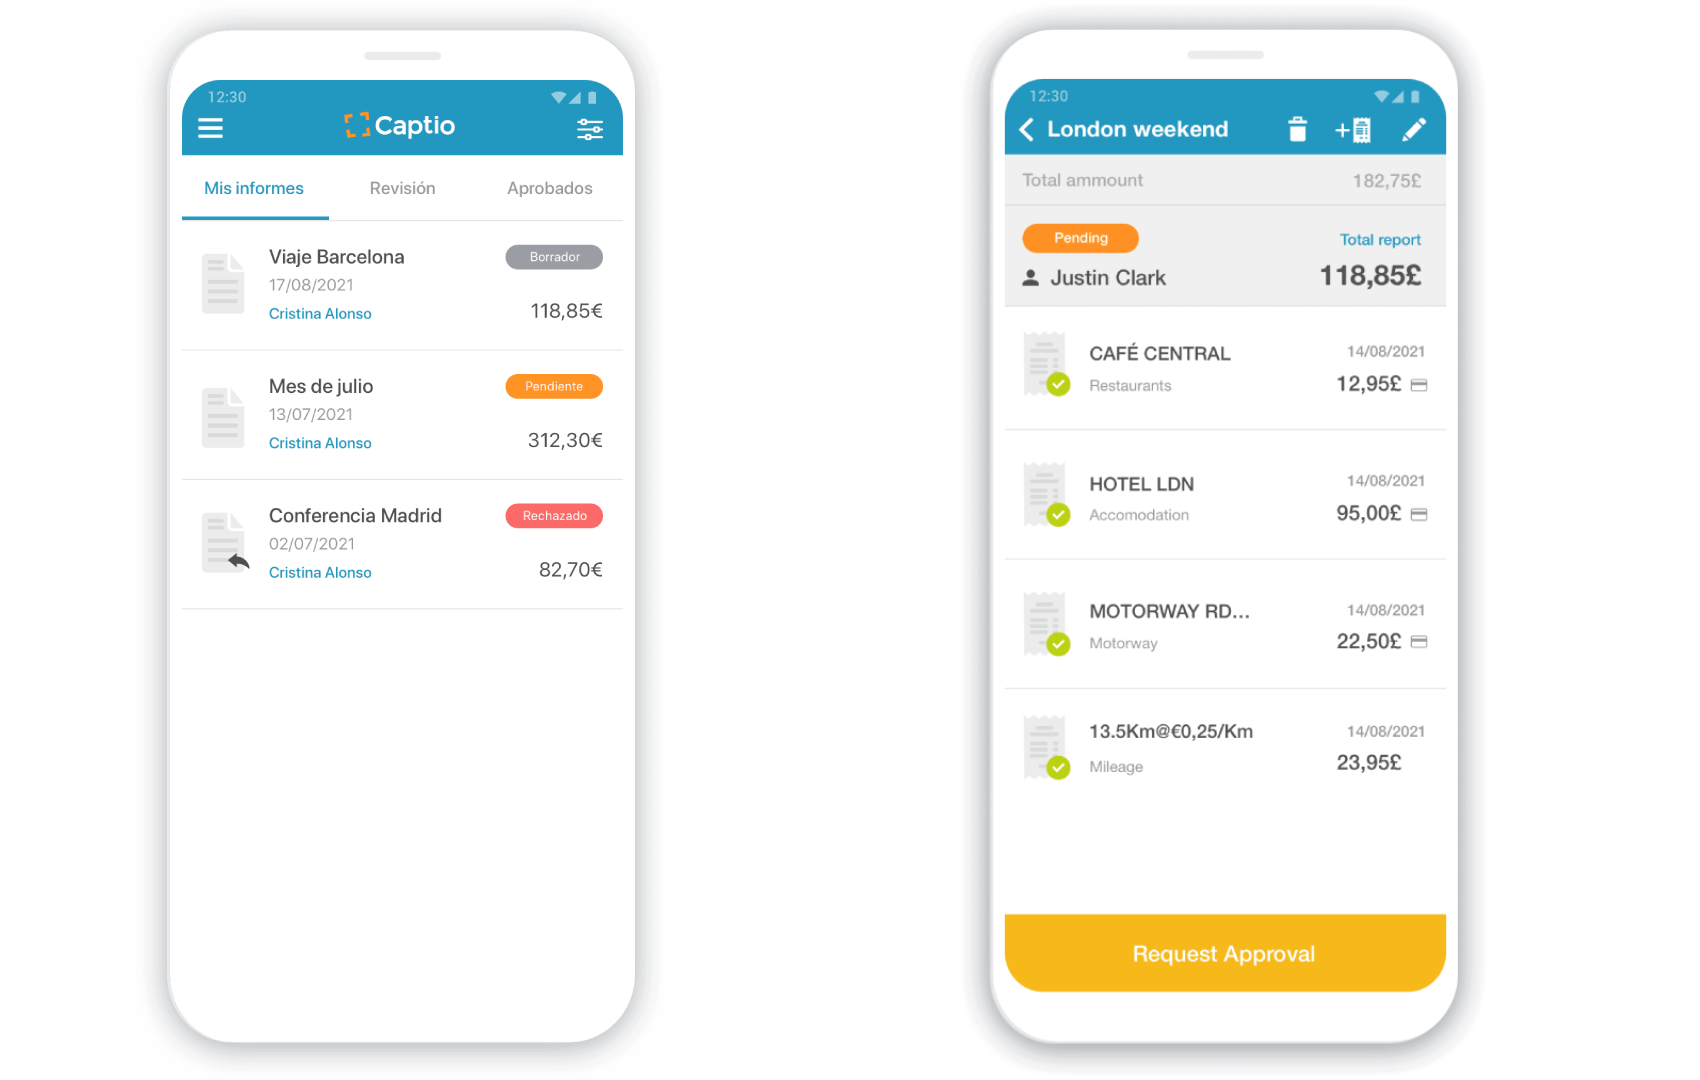 12:30
Captio
Mis informes Revisión Aprobados
Viaje Barcelona Borrador
17/08/2021
Cristina Alonso 118,85€
Mes de julio Pendiente
13/07/2021
Cristina Alonso 312,30€
Conferencia Madrid Rechazado
02/07/2021
Cristina Alonso 82,70€
12:30
London weekend
Total ammount 182,75£
Pending Total report
Justin Clark 118,85£
CAFÉ CENTRAL 14/08/2021
Restaurants 12,95£
HOTEL LDN 14/08/2021
Accomodation 95,00£
MOTORWAY RD... 14/08/2021
Motorway 22,50£
13.5Km@€0,25/Km 14/08/2021
Mileage 23,95£
Request Approval